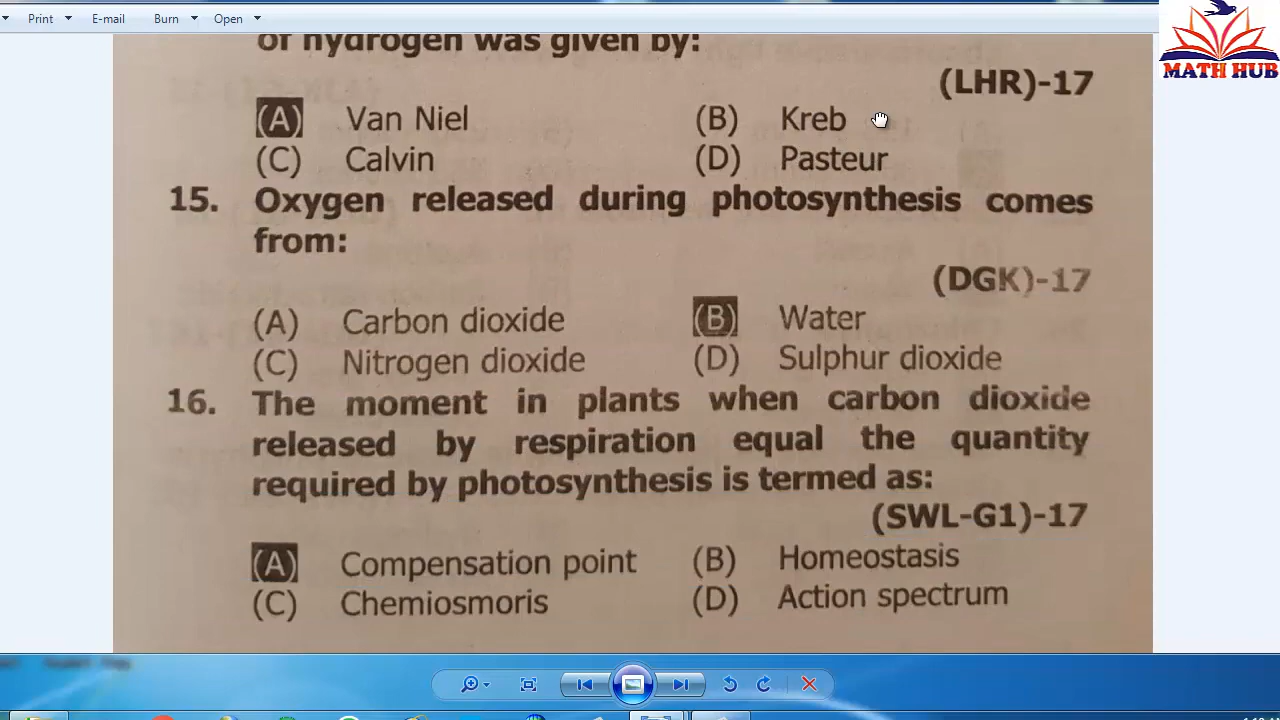 Print E-mail Burn Open
MATH HUB
of hydrogen was given by:
(LHR)-17
(A) Van Niel (B) Kreb
(C) Calvin (D) Pasteur
15. Oxygen released during photosynthesis comes
from:
(DGK)-17
(A) Carbon dioxide (B) Water
(C) Nitrogen dioxide (D) Sulphur dioxide
16. The moment in plants when carbon dioxide
released by respiration equal the quantity
required by photosynthesis is termed as:
(SWL-G1)-17
(A) Compensation point (B) Homeostasis
(C) Chemiosmoris (D) Action spectrum